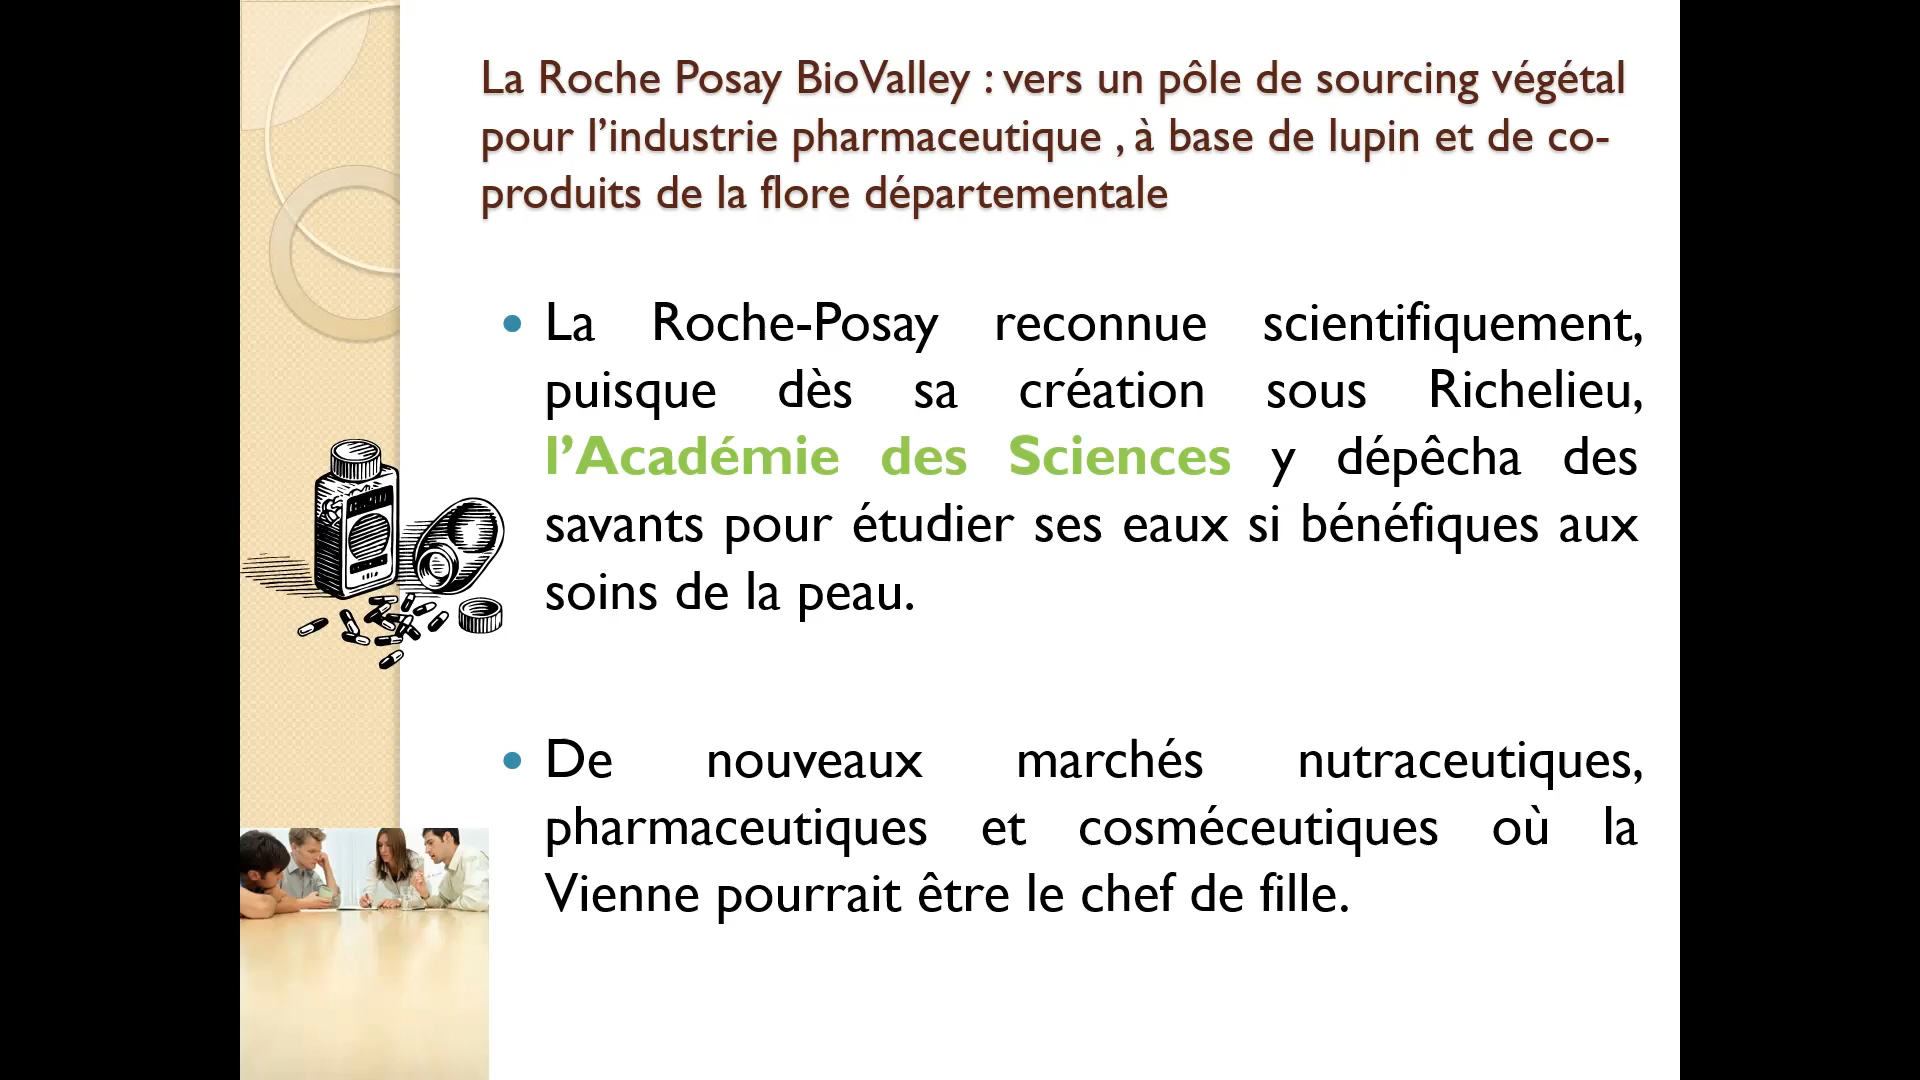 La Roche Posay BioValley : vers un pôle de sourcing végétal
pour l’industrie pharmaceutique , à base de lupin et de co-
produits de la flore départementale
• La Roche-Posay reconnue scientifiquement,
puisque dès sa création sous Richelieu,
l’Académie des Sciences y dépêcha des
savants pour étudier ses eaux si bénéfiques aux
soins de la peau.
• De nouveaux marchés nutraceutiques,
pharmaceutiques et cosméceutiques où la
Vienne pourrait être le chef de fille.